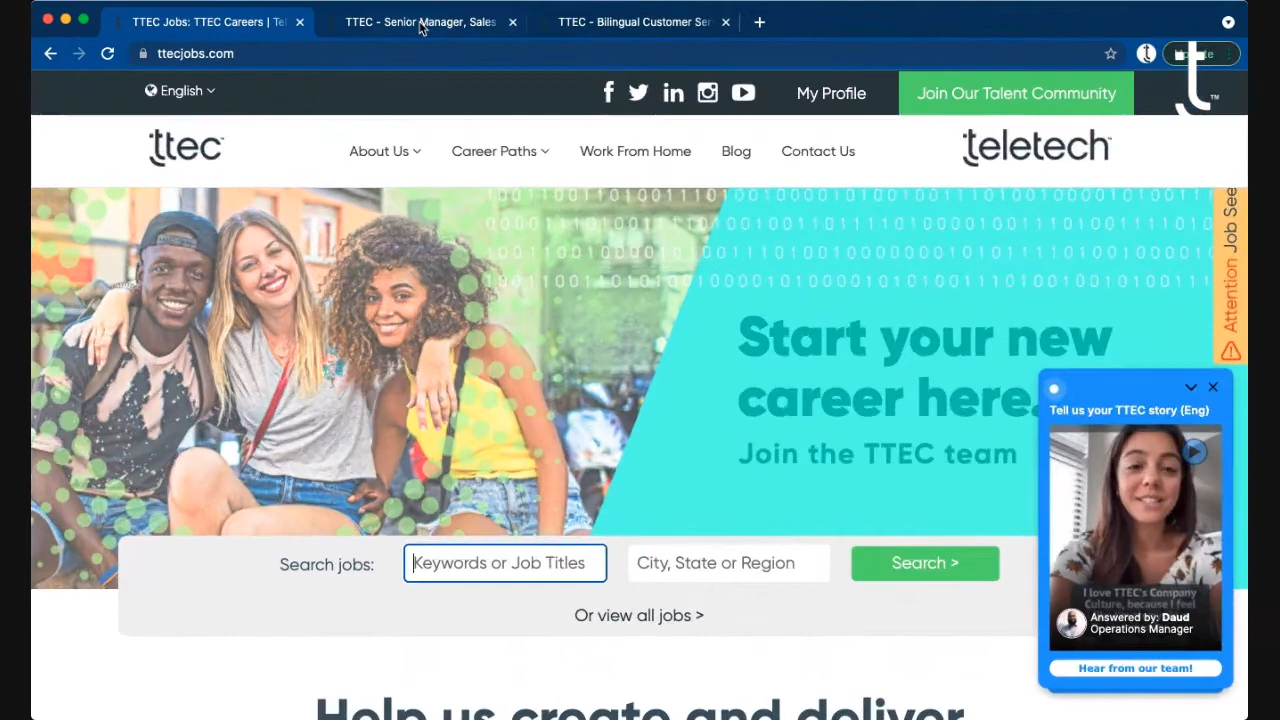 TTEC Jobs: TTEC Careers | Tel
TTEC - Senior Manager, Sales
TTEC - Bilingual Customer Ser
ttecjobs.com
English
My Profile
Join Our Talent Community
t™
ttec™
About Us
Career Paths
Work From Home
Blog
Contact Us
teletech™
Attention Job See
Start your new
career here.
Join the TTEC team
Tell us your TTEC story (Eng)
I love TTEC's Company
Culture, because I feel
Answered by: Daud
Operations Manager
Hear from our team!
Search jobs:
Keywords or Job Titles
City, State or Region
Search >
Or view all jobs >
Help us create and deliver